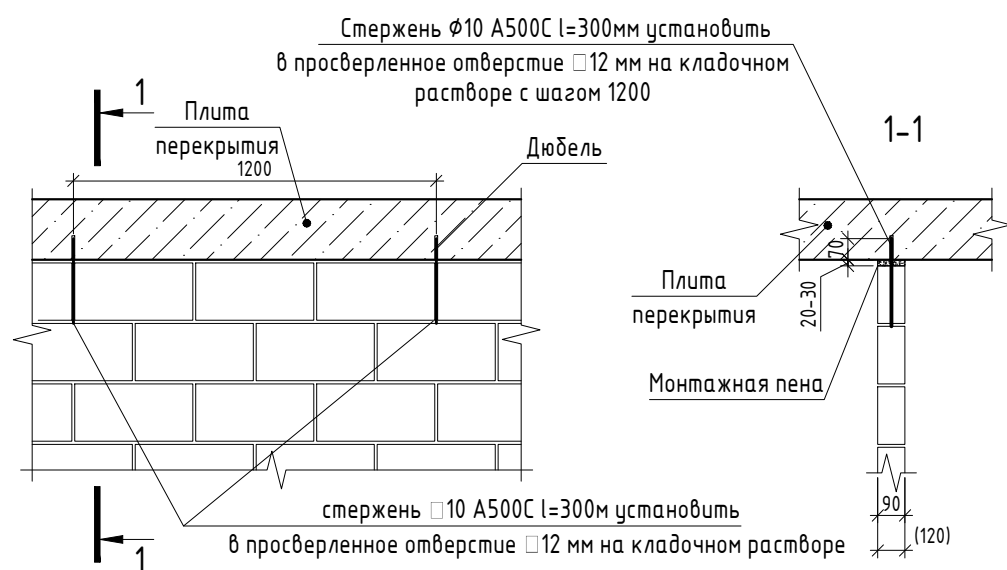 Стержень Ф10 А500С l=300мм установить
в просверленное отверстие □12 мм на кладочном
растворе с шагом 1200
1
Плита
перекрытия
1200
Дюбель
1-1
70
20-30
Плита
перекрытия
Монтажная пена
90
(120)
стержень □10 А500С l=300м установить
в просверленное отверстие □12 мм на кладочном растворе
1